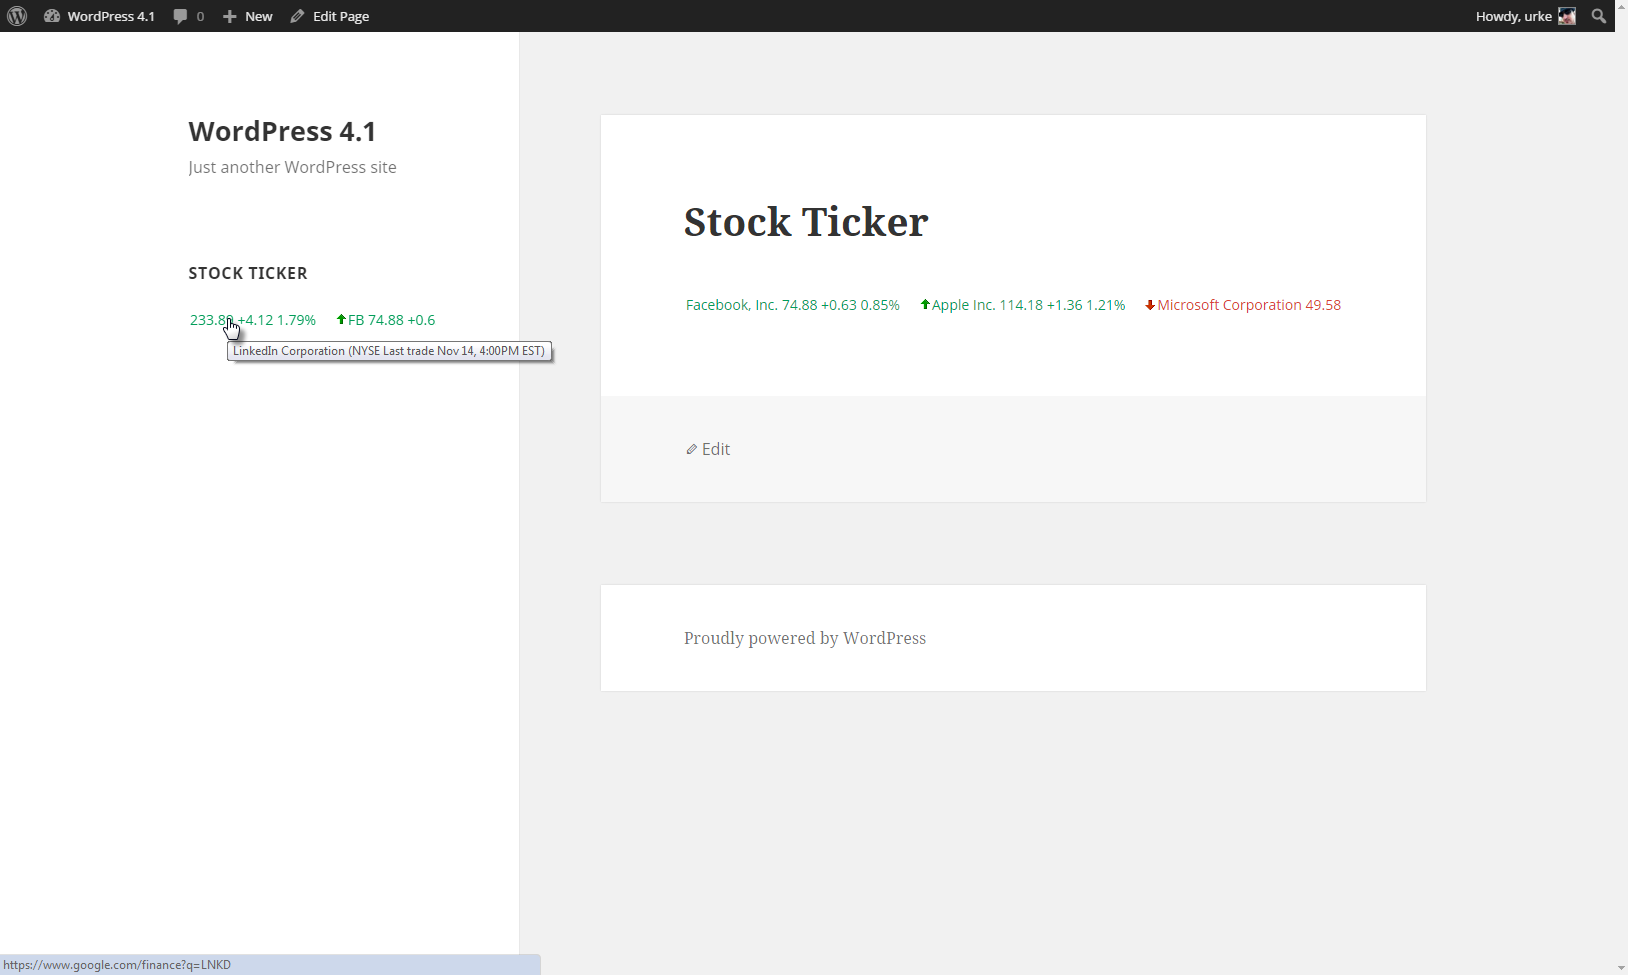 WordPress 4.1 0 New Edit Page Howdy, urke
WordPress 4.1
Just another WordPress site
STOCK TICKER
+4.12 1.79% FB 74.88 +0.6
LinkedIn Corporation (NYSE Last trade Nov 14, 4:00PM EST)
Stock Ticker
Facebook, Inc. 74.88 +0.63 0.85% Apple Inc. 114.18 +1.36 1.21% Microsoft Corporation 49.58
Edit
Proudly powered by WordPress
https://www.google.com/finance?q=LNKD